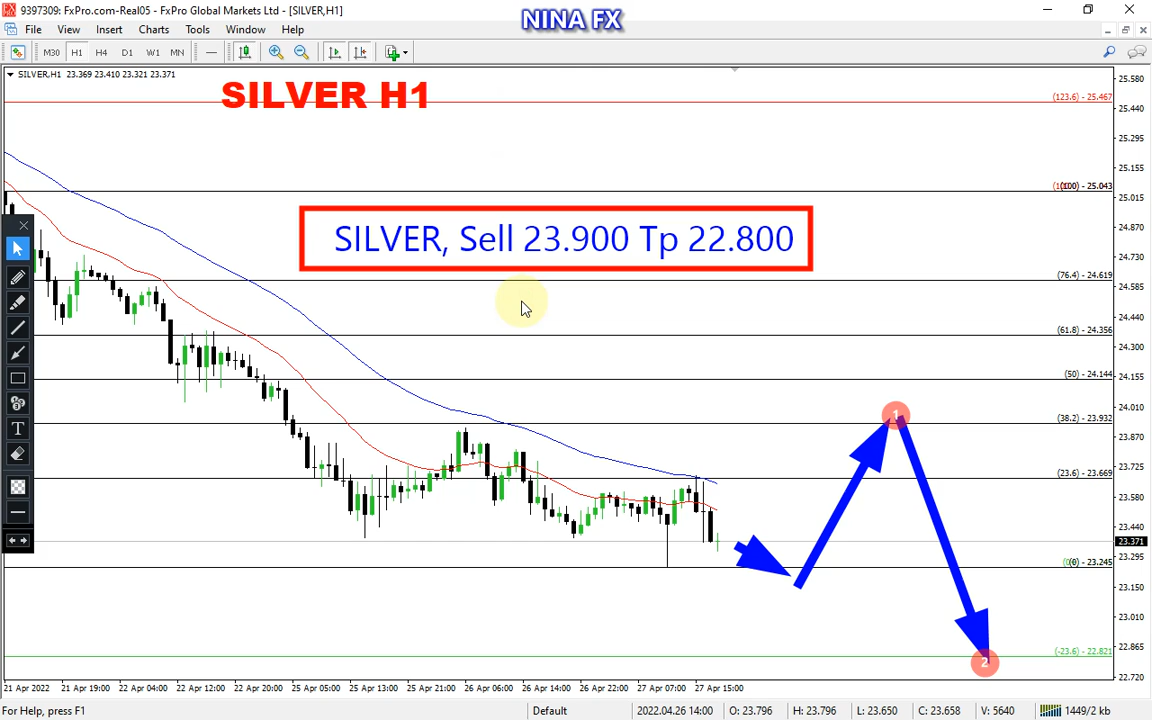 9397309: FxPro.com-Real05 - FxPro Global Markets Ltd - [SILVER,H1]
NINA FX
File View Insert Charts Tools Window Help
M30 H1 H4 D1 W1 MN
SILVER,H1 23.369 23.410 23.321 23.371
SILVER H1
SILVER, Sell 23.900 Tp 22.800
(123.6) - 25.467
(100) - 25.043
(76.4) - 24.619
(61.8) - 24.356
(50) - 24.144
(38.2) - 23.932
(23.6) - 23.669
(0) - 23.245
(-23.6) - 22.821
1
2
T
25.580
25.440
25.295
25.155
25.015
24.870
24.730
24.585
24.440
24.300
24.155
24.010
23.870
23.725
23.580
23.440
23.371
23.295
23.150
23.010
22.865
22.720
21 Apr 2022 21 Apr 19:00 22 Apr 04:00 22 Apr 12:00 22 Apr 20:00 25 Apr 05:00 25 Apr 13:00 25 Apr 21:00 26 Apr 06:00 26 Apr 14:00 26 Apr 22:00 27 Apr 07:00 27 Apr 15:00
For Help, press F1 Default 2022.04.26 14:00 O: 23.796 H: 23.796 L: 23.650 C: 23.658 V: 5640 1449/2 kb